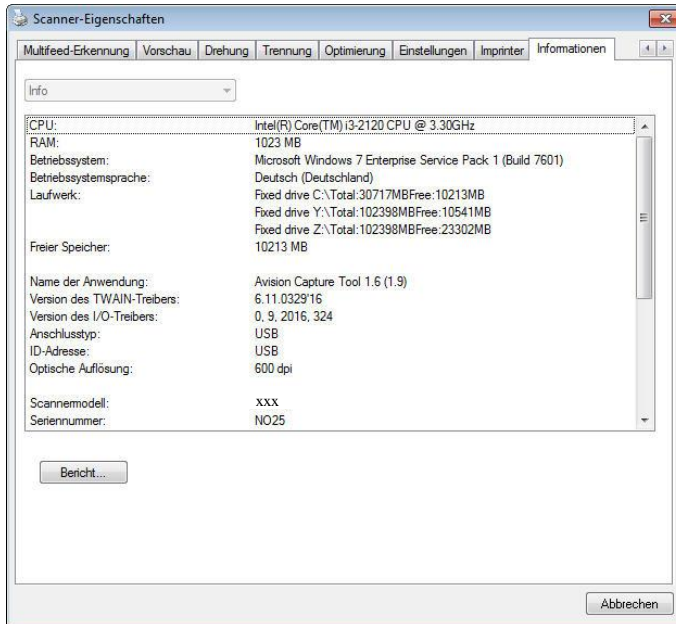 Scanner-Eigenschaften
Multifeed-Erkennung Vorschau Drehung Trennung Optimierung Einstellungen Imprinter Informationen
Info
CPU: Intel(R) Core(TM) i3-2120 CPU @ 3.30GHz
RAM: 1023 MB
Betriebssystem: Microsoft Windows 7 Enterprise Service Pack 1 (Build 7601)
Betriebssystemsprache: Deutsch (Deutschland)
Laufwerk: Fixed drive C:\Total:30717MBFree:10213MB
Fixed drive Y:\Total:102398MBFree:10541MB
Fixed drive Z:\Total:102398MBFree:23302MB
Freier Speicher: 10213 MB
Name der Anwendung: Avision Capture Tool 1.6 (1.9)
Version des TWAIN-Treibers: 6.11.0329'16
Version des I/O-Treibers: 0, 9, 2016, 324
Anschlusstyp: USB
ID-Adresse: USB
Optische Auflösung: 600 dpi
Scannermodell: xxx
Seriennummer: NO25
Bericht...
Abbrechen